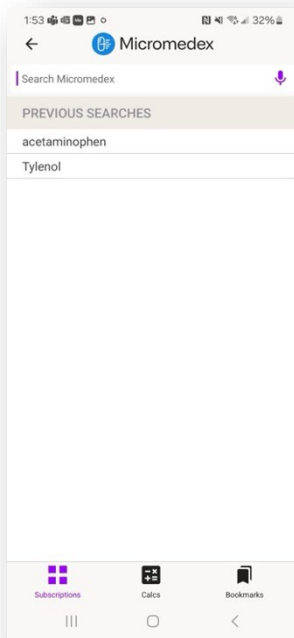 1:53 32%
Micromedex
Search Micromedex
PREVIOUS SEARCHES
acetaminophen
Tylenol
Subscriptions Calcs Bookmarks